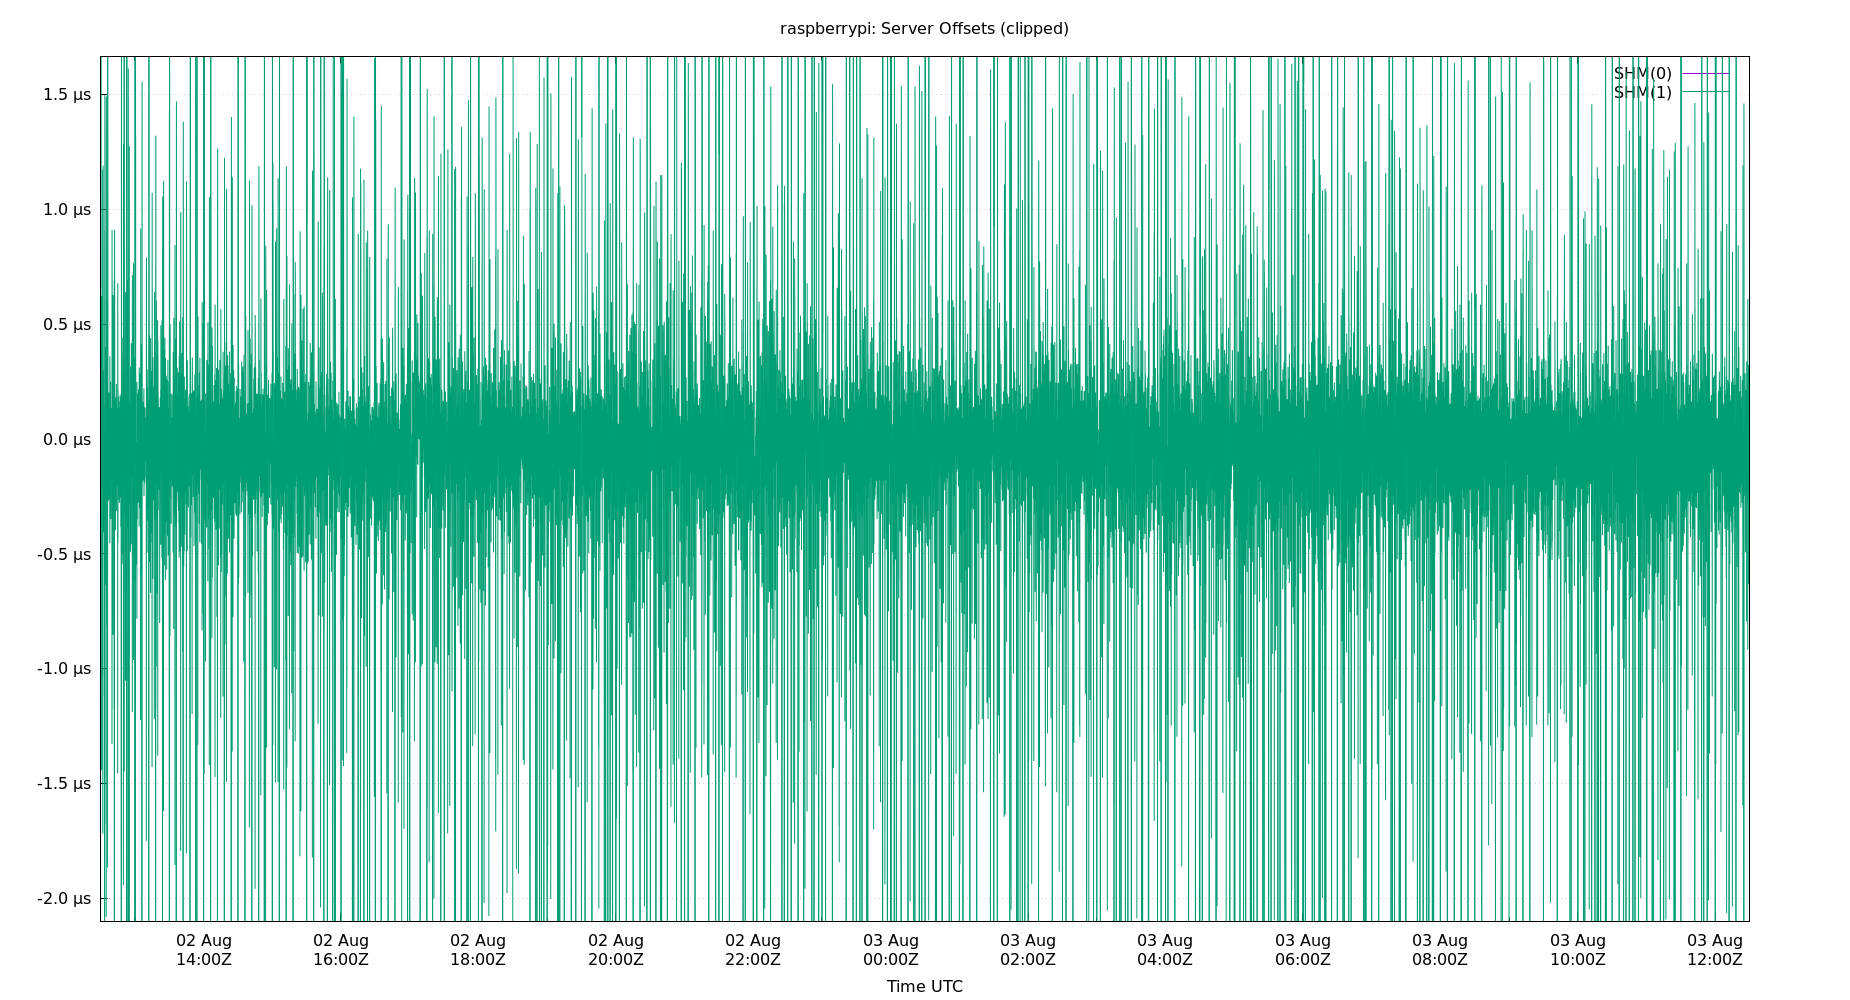 raspberrypi: Server Offsets (clipped)
SHM(0)
SHM(1)
1.5 µs
1.0 µs
0.5 µs
0.0 µs
-0.5 µs
-1.0 µs
-1.5 µs
-2.0 µs
02 Aug 02 Aug 02 Aug 02 Aug 02 Aug 03 Aug 03 Aug 03 Aug 03 Aug 03 Aug 03 Aug 03 Aug
14:00Z 16:00Z 18:00Z 20:00Z 22:00Z 00:00Z 02:00Z 04:00Z 06:00Z 08:00Z 10:00Z 12:00Z
Time UTC